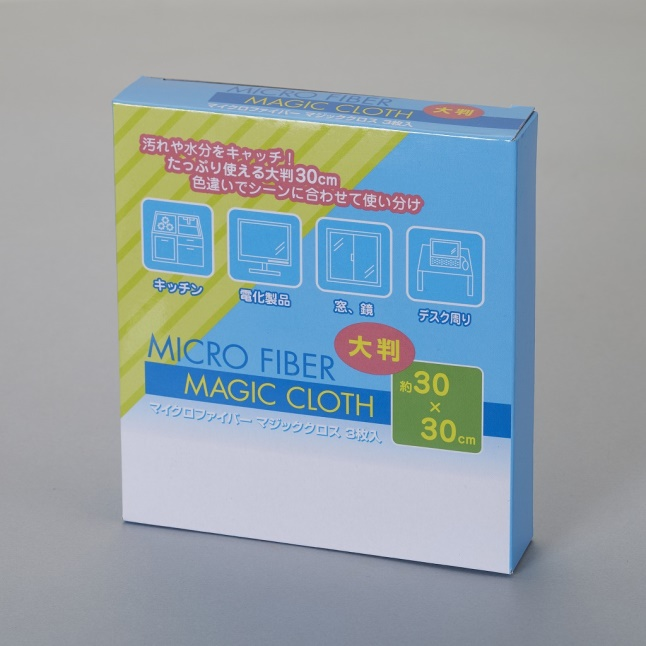 MICRO FIBER
MAGIC CLOTH
大判
マイクロファイバー マジッククロス 3枚入
汚れや水分をキャッチ！
たっぷり使える大判30cm
色違いでシーンに合わせて使い分け
キッチン
電化製品
窓、鏡
デスク周り
大判
MICRO FIBER
MAGIC CLOTH
約30
×
30cm
マイクロファイバー マジッククロス 3枚入